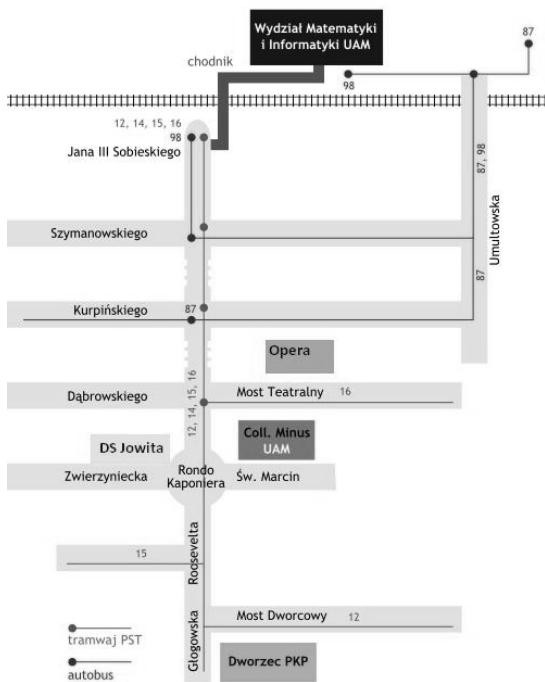 Wydział Matematyki
i Informatyki UAM
87
chodnik
98
12, 14, 15, 16
98
Jana III Sobieskiego
87, 98
Szymanowskiego
Umultowska
87
87
Kurpińskiego
Opera
12, 14, 15, 16
Dąbrowskiego
Most Teatralny
16
DS Jowita
Coll. Minus
UAM
Zwierzyniecka
Rondo
Kaponiera
Św. Marcin
15
Roosevelta
Głogowska
Most Dworcowy
12
tramwaj PST
autobus
Dworzec PKP